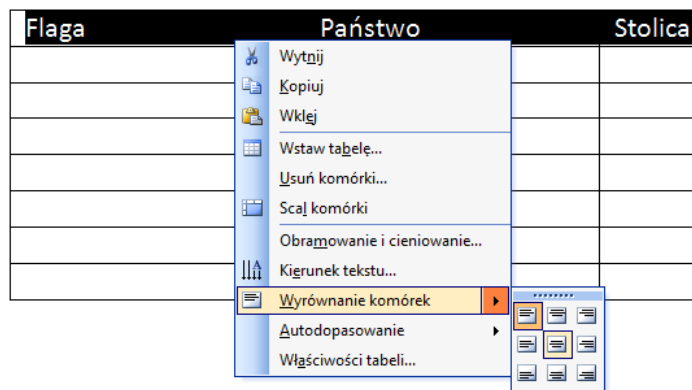 Flaga Państwo Stolica
Wytnij
Kopiuj
Wklej
Wstaw tabelę...
Usuń komórki...
Scal komórki
Obramowanie i cieniowanie...
Kierunek tekstu...
Wyrównanie komórek
Autodopasowanie
Właściwości tabeli...